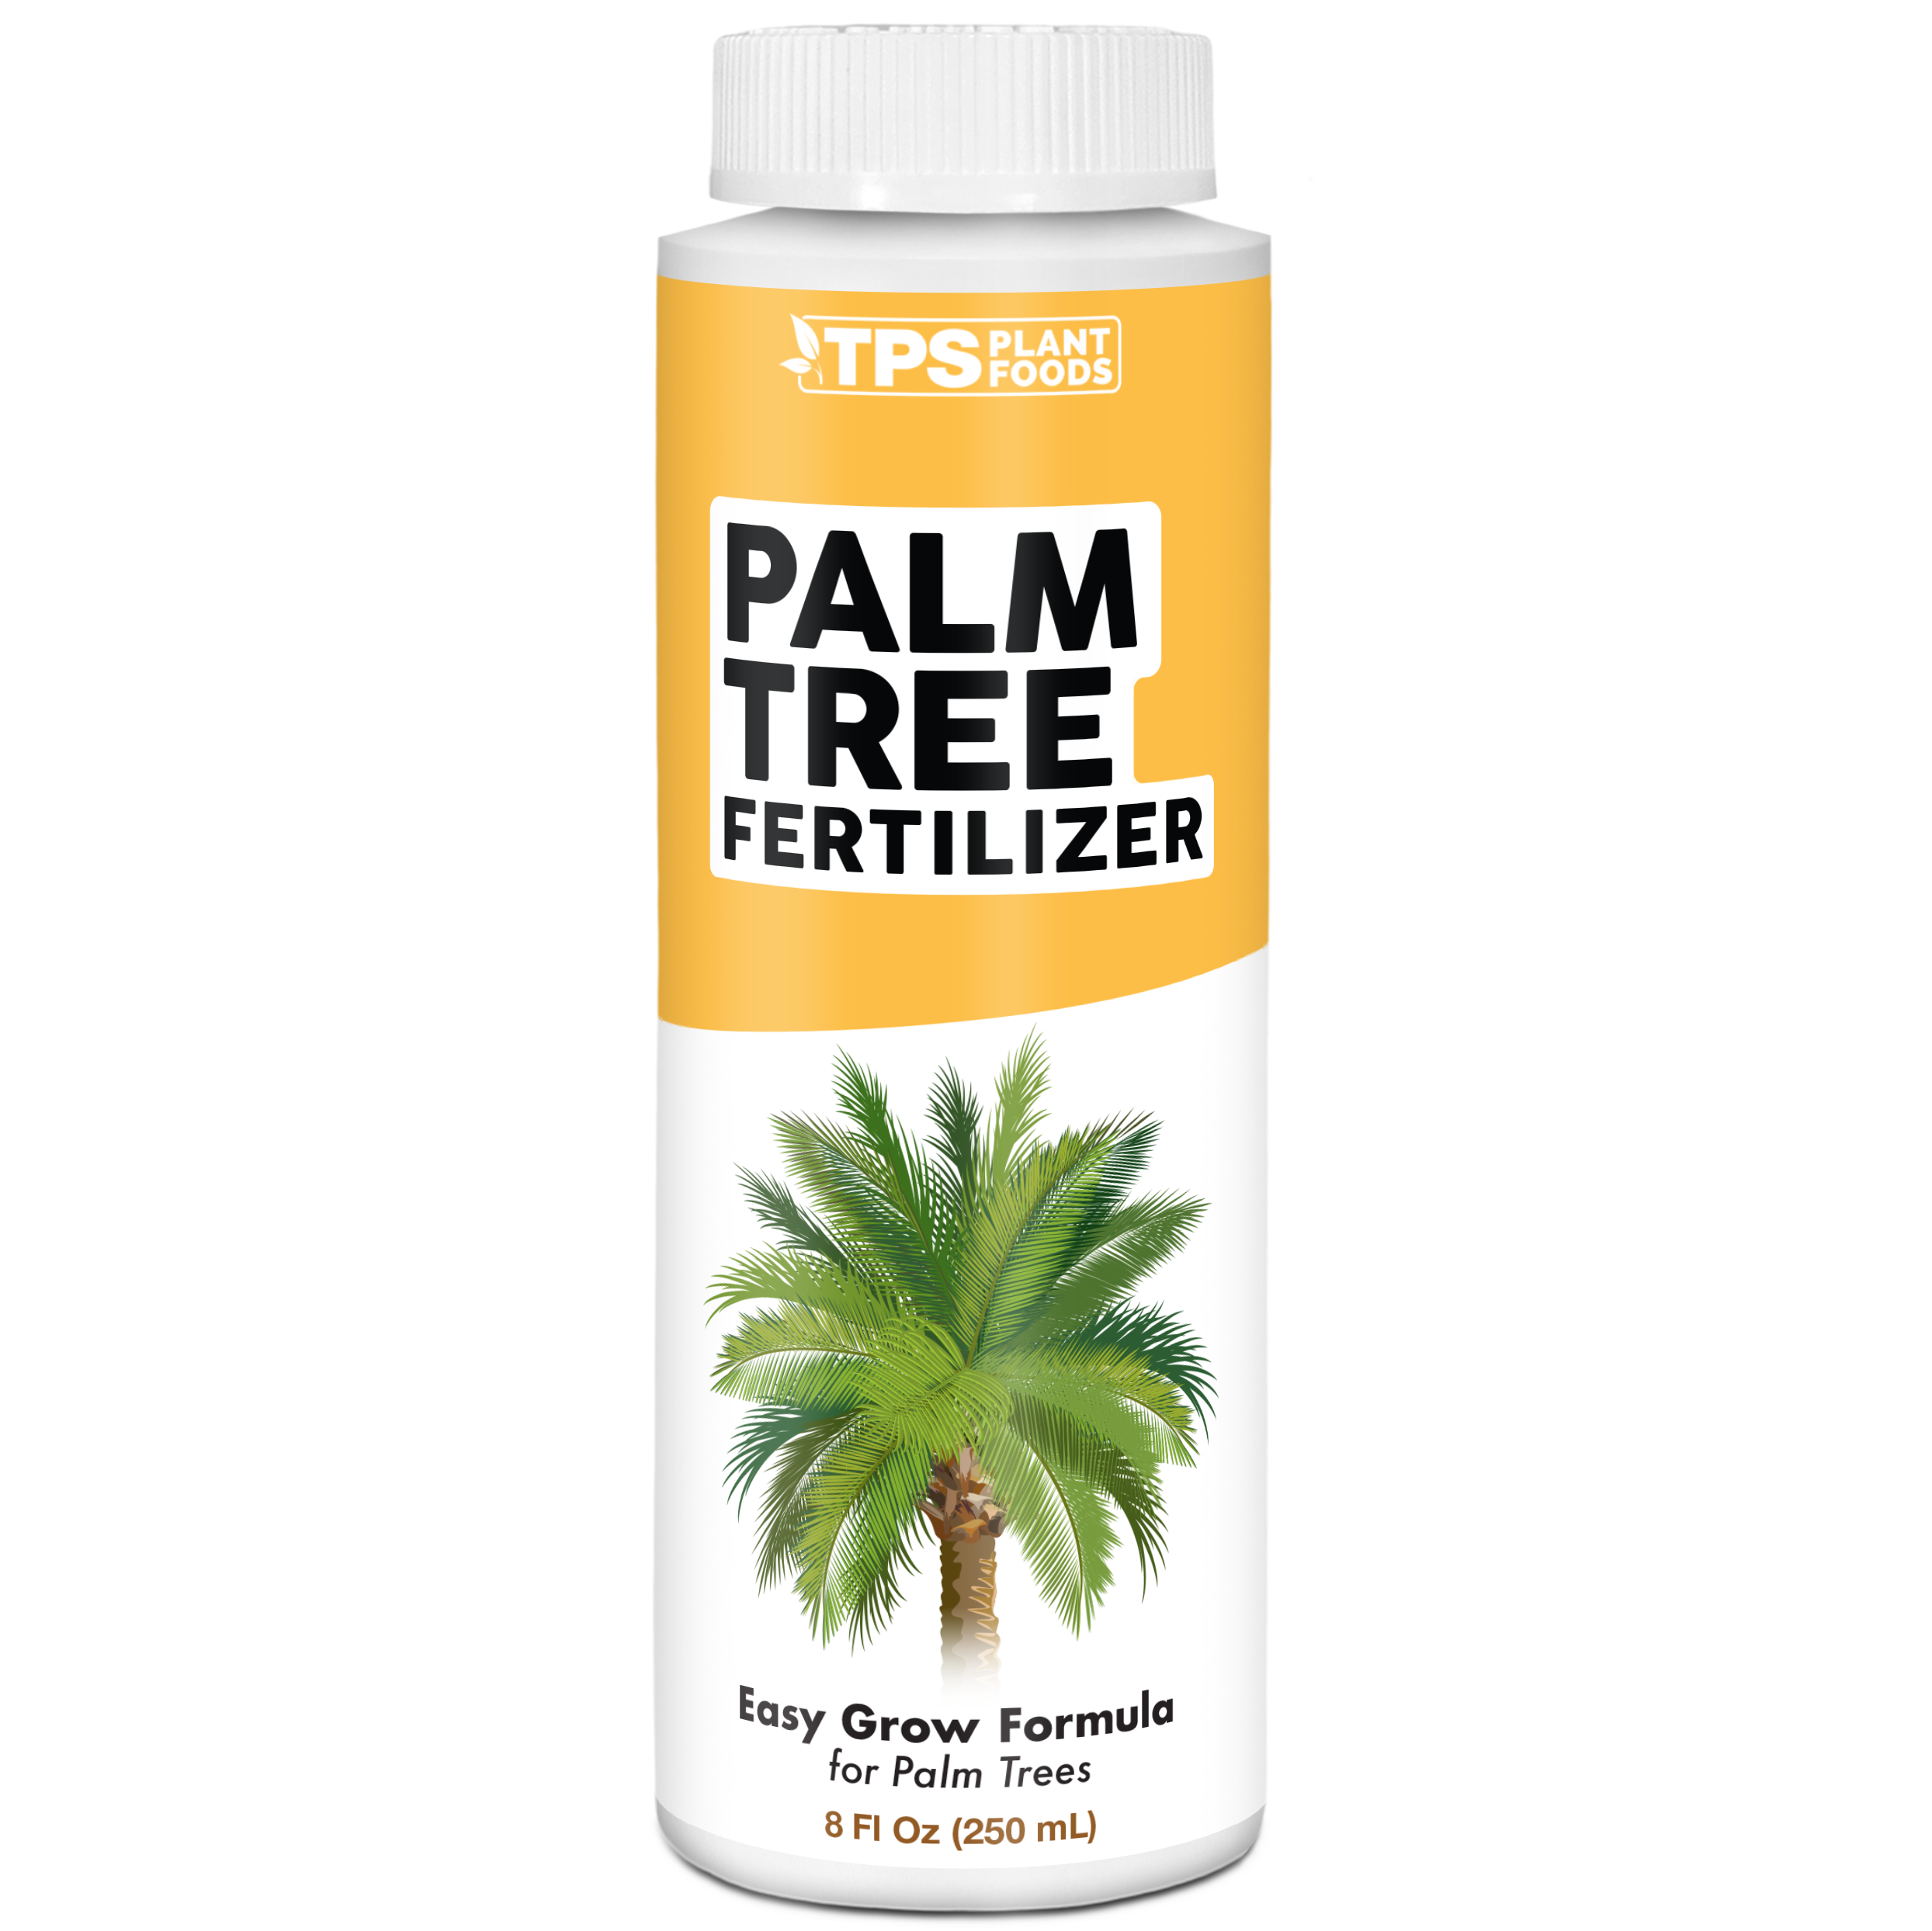 TPS PLANT FOODS
PALM
TREE
FERTILIZER
Easy Grow Formula
for Palm Trees
8 Fl Oz (250 mL)